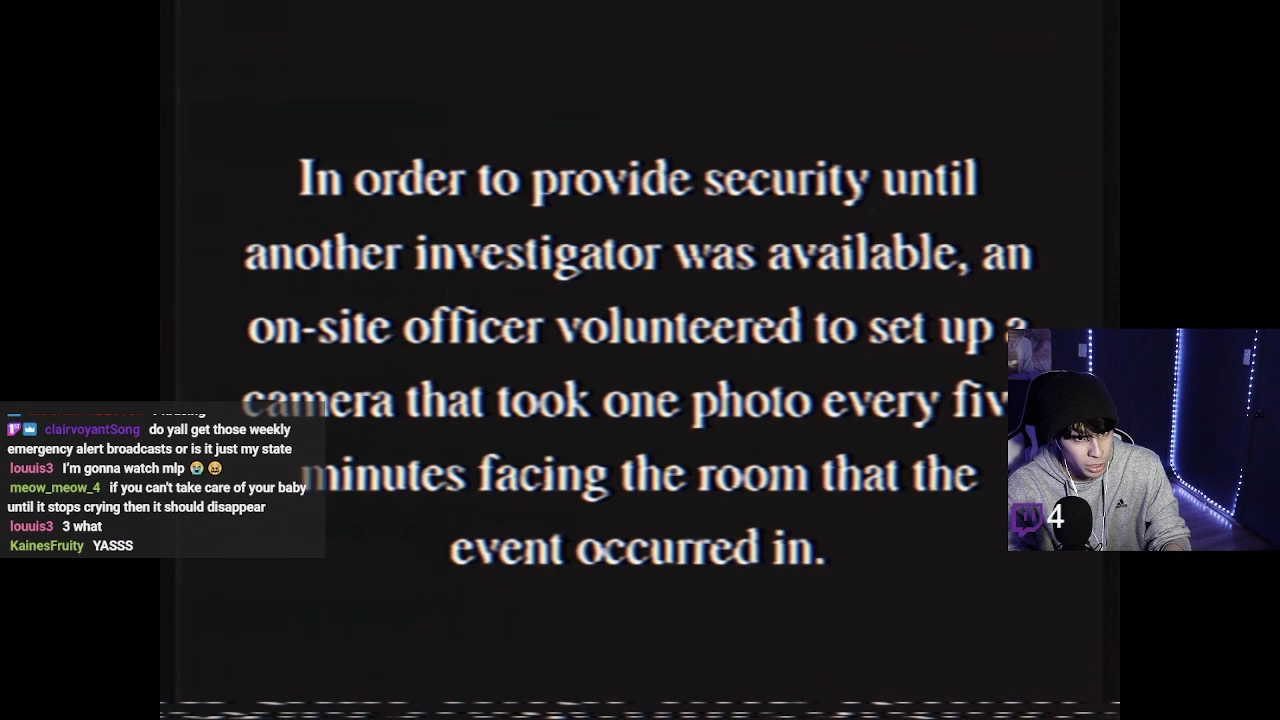 In order to provide security until
another investigator was available, an
on-site officer volunteered to set up a
camera that took one photo every fiv
minutes facing the room that the
event occurred in.
clairvoyantSong do yall get those weekly
emergency alert broadcasts or is it just my state
louuis3 I'm gonna watch mlp 😭 😖
meow_meow_4 if you can't take care of your baby
until it stops crying then it should disappear
louuis3 3 what
KainesFruity YASSS
4